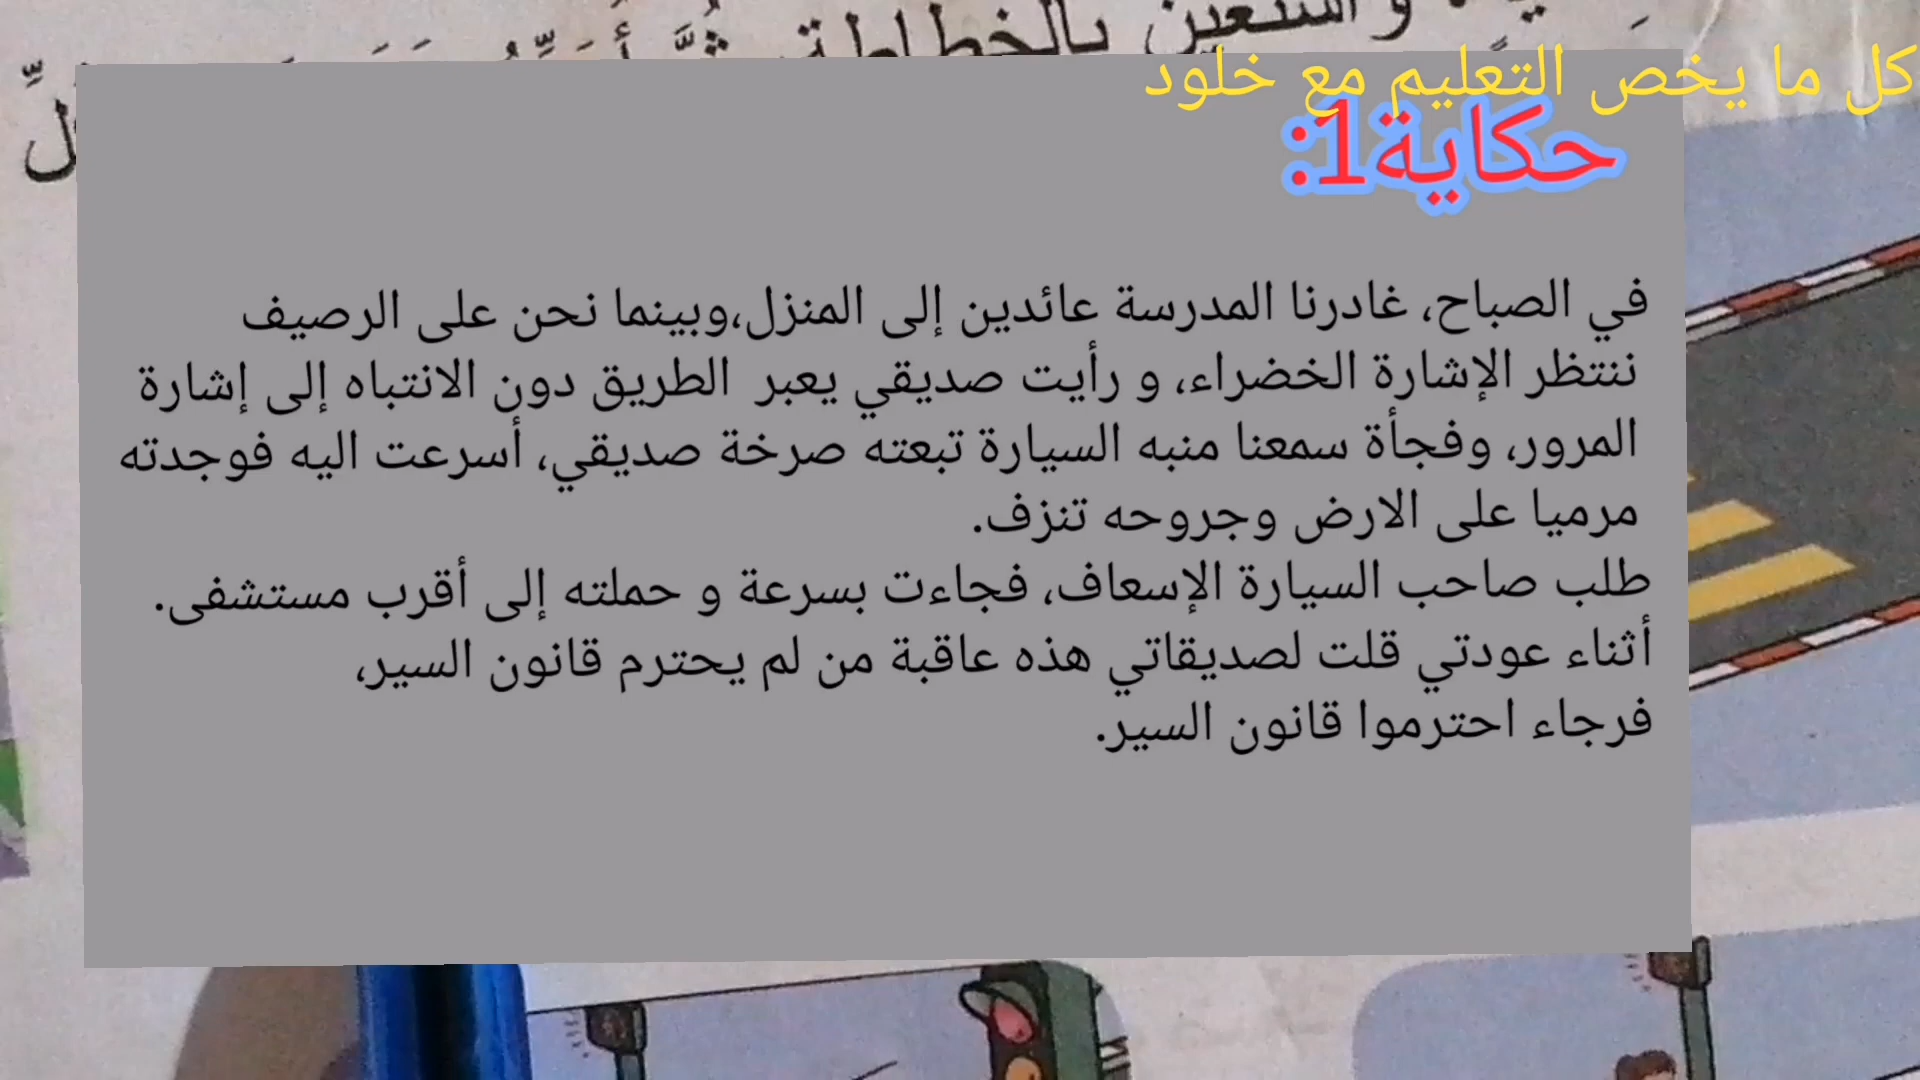 واستعين بالخطاطة
كل ما يخص التعليم مع خلود
حكاية1:
في الصباح، غادرنا المدرسة عائدين إلى المنزل،وبينما نحن على الرصيف
ننتظر الإشارة الخضراء، و رأيت صديقي يعبر الطريق دون الانتباه إلى إشارة
المرور، وفجأة سمعنا منبه السيارة تبعته صرخة صديقي، أسرعت اليه فوجدته
مرميا على الارض وجروحه تنزف.
طلب صاحب السيارة الإسعاف، فجاءت بسرعة و حملته إلى أقرب مستشفى.
أثناء عودتي قلت لصديقاتي هذه عاقبة من لم يحترم قانون السير،
فرجاء احترموا قانون السير.